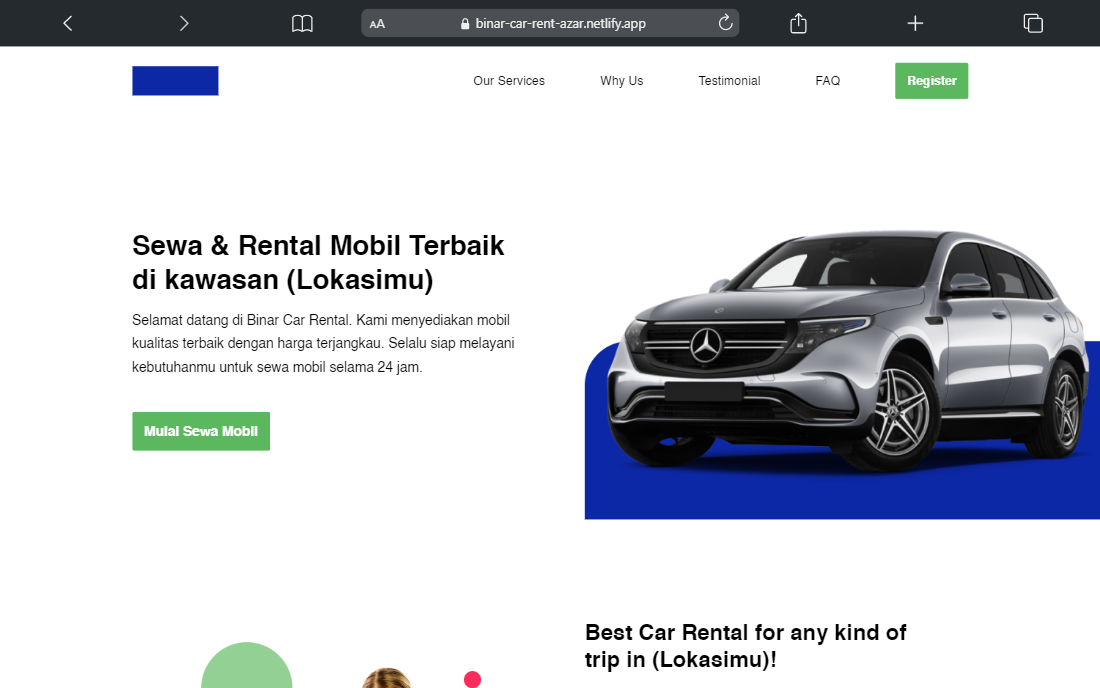 AA
binar-car-rent-azar.netlify.app
Our Services
Why Us
Testimonial
FAQ
Register
Sewa & Rental Mobil Terbaik
di kawasan (Lokasimu)
Selamat datang di Binar Car Rental. Kami menyediakan mobil
kualitas terbaik dengan harga terjangkau. Selalu siap melayani
kebutuhanmu untuk sewa mobil selama 24 jam.
Mulai Sewa Mobil
Best Car Rental for any kind of
trip in (Lokasimu)!